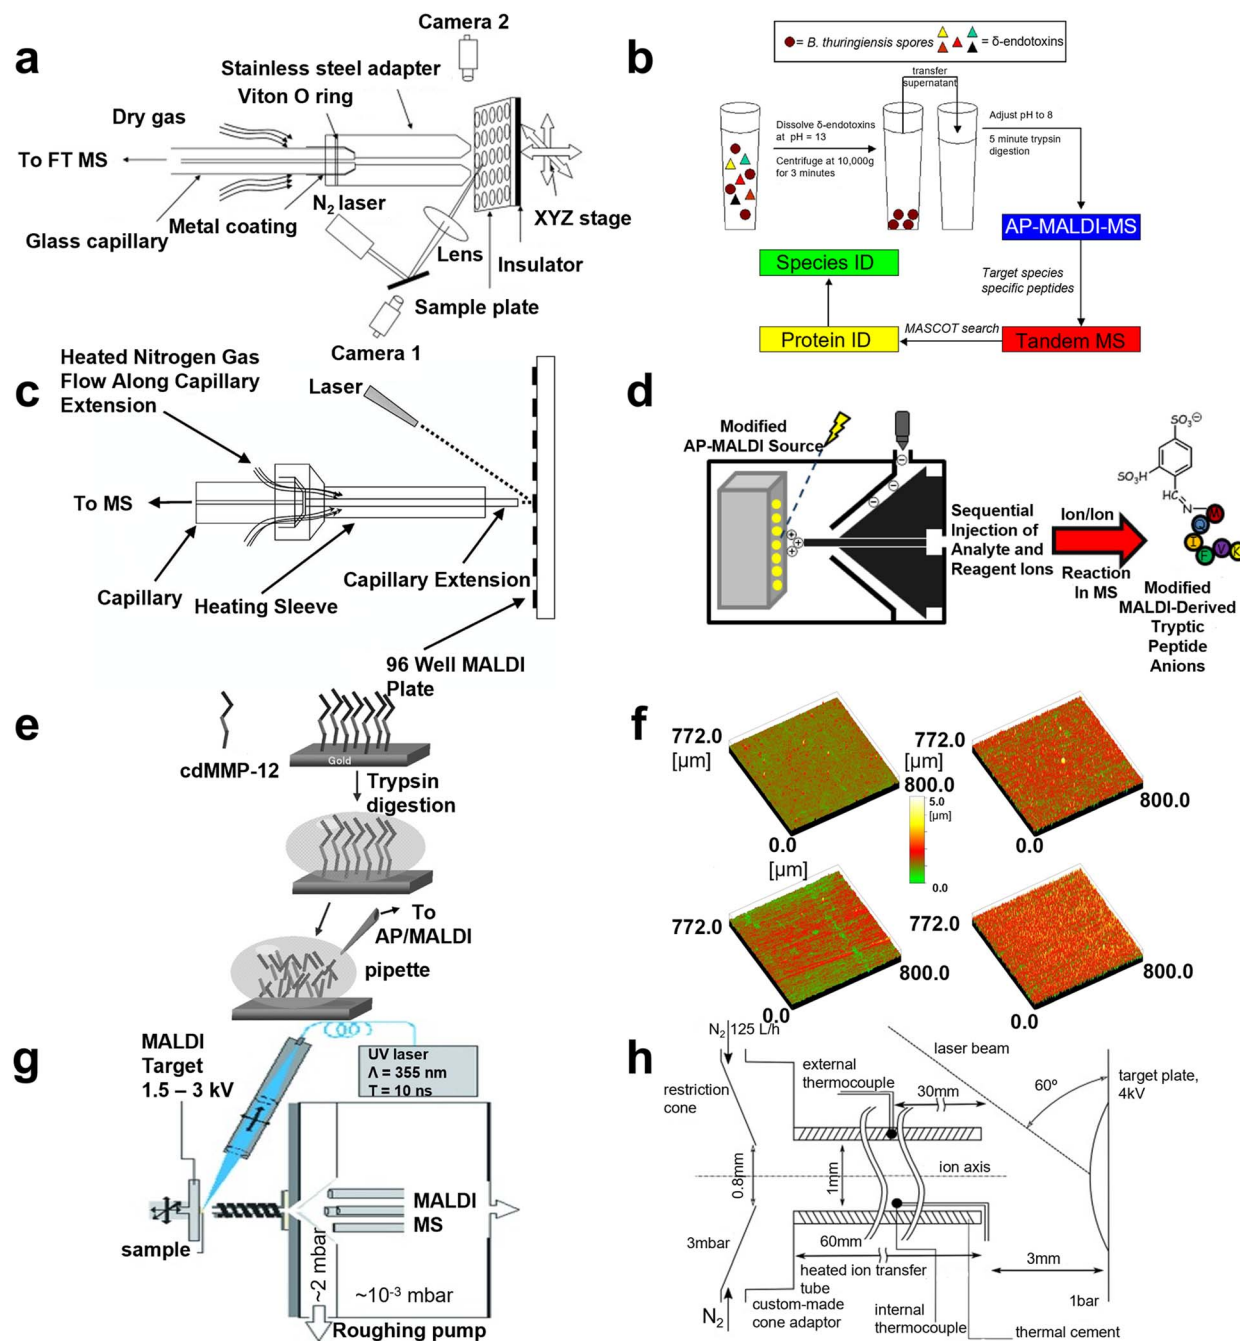 a
Camera 2
Stainless steel adapter
Viton O ring
Dry gas
To FT MS
N2 laser
Metal coating
Glass capillary
XYZ stage
Lens
Insulator
Sample plate
Camera 1
b
= B. thuringiensis spores
= δ-endotoxins
transfer
supernatant
Dissolve δ-endotoxins
at pH = 13
Centrifuge at 10,000g
for 3 minutes
Adjust pH to 8
5 minute trypsin
digestion
AP-MALDI-MS
Species ID
Target species
specific peptides
MASCOT search
Protein ID
Tandem MS
c
Heated Nitrogen Gas
Flow Along Capillary
Extension
Laser
To MS
Capillary Extension
Capillary
Heating Sleeve
96 Well MALDI
Plate
d
Modified
AP-MALDI Source
Sequential
Injection of
Analyte and
Reagent Ions
Ion/Ion
Reaction
In MS
SO3⊖
SO3H
HC
N
M
Q
I
F
V
K
Modified
MALDI-Derived
Tryptic
Peptide
Anions
e
cdMMP-12
Gold
Trypsin
digestion
To
AP/MALDI
pipette
f
772.0
[µm]
800.0
0.0
[µm]
5.0
[µm]
0.0
772.0
800.0
0.0
772.0
800.0
0.0
772.0
800.0
0.0
g
MALDI
Target
1.5 – 3 kV
UV laser
Λ = 355 nm
T = 10 ns
MALDI
MS
sample
~2 mbar
~10-3 mbar
Roughing pump
h
N2 125 L/h
restriction
cone
external
thermocouple
laser beam
30mm
60º
target plate,
4kV
0.8mm
1mm
ion axis
3mbar
60mm
heated ion transfer
tube
3mm
1bar
N2
custom-made
cone adaptor
internal
thermocouple
thermal cement